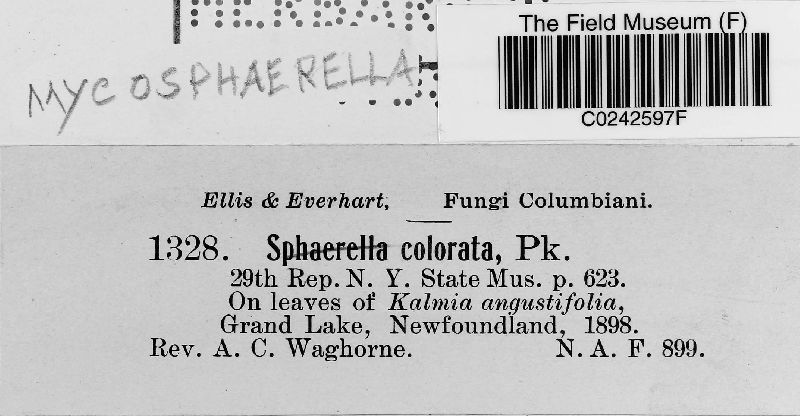 HERBAR
The Field Museum (F)
C0242597F
MYCOSPHAERELLA
Ellis & Everhart, Fungi Columbiani.
1328. Sphaerella colorata, Pk.
29th Rep. N. Y. State Mus. p. 623.
On leaves of Kalmia angustifolia,
Grand Lake, Newfoundland, 1898.
Rev. A. C. Waghorne. N. A. F. 899.